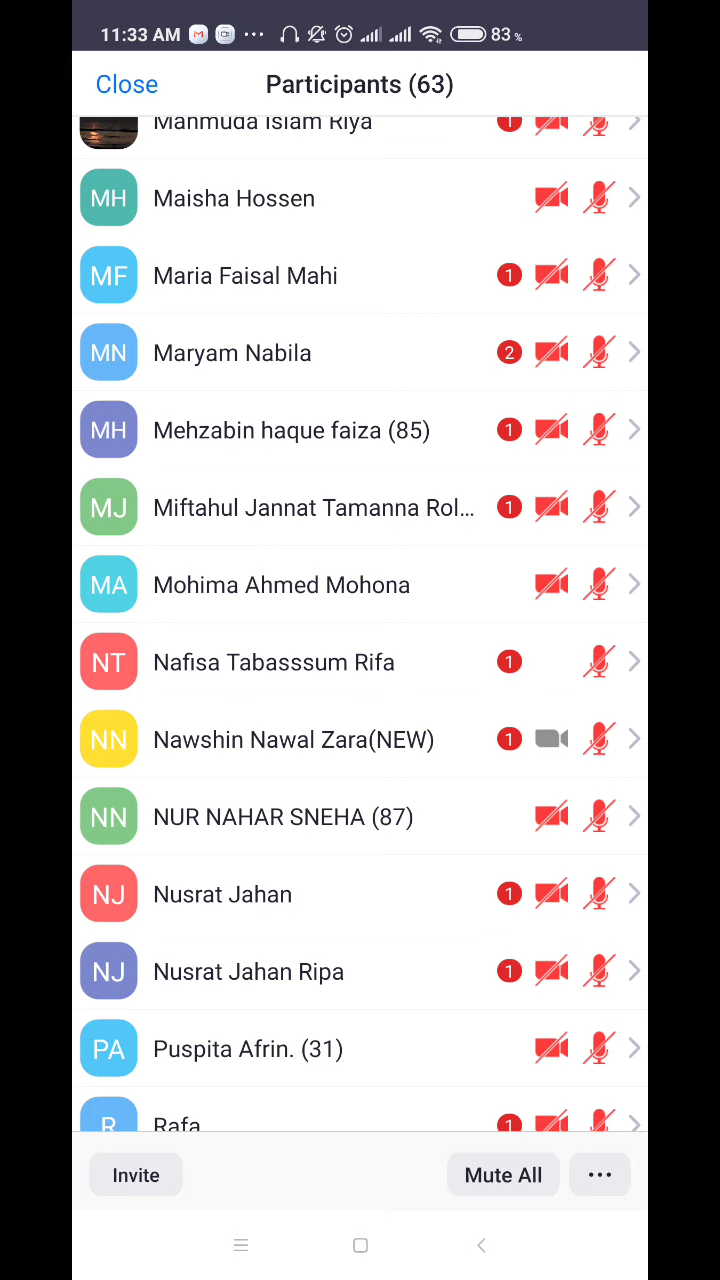 11:33 AM M 83 %
Close Participants (63)
Mahmuda Islam Riya 1
MH Maisha Hossen
MF Maria Faisal Mahi 1
MN Maryam Nabila 2
MH Mehzabin haque faiza (85) 1
MJ Miftahul Jannat Tamanna Rol... 1
MA Mohima Ahmed Mohona
NT Nafisa Tabasssum Rifa 1
NN Nawshin Nawal Zara(NEW) 1
NN NUR NAHAR SNEHA (87)
NJ Nusrat Jahan 1
NJ Nusrat Jahan Ripa 1
PA Puspita Afrin. (31)
R Rafa 1
Invite Mute All